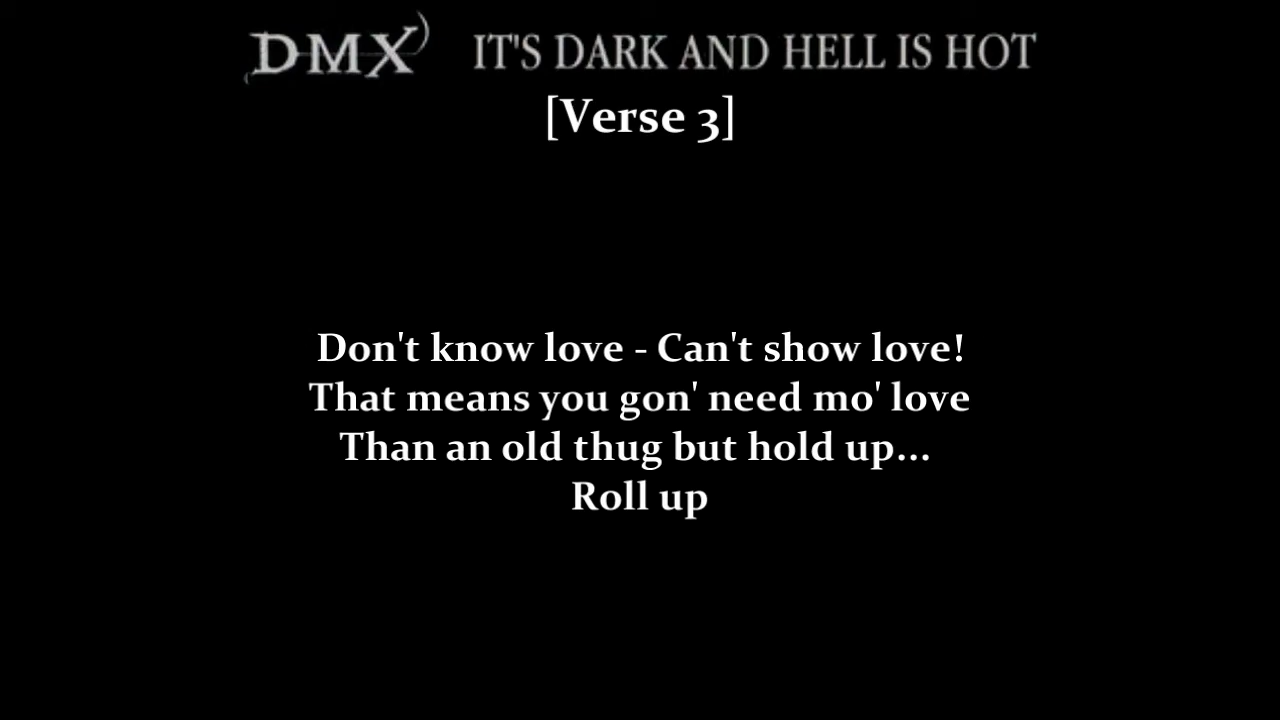 DMX IT'S DARK AND HELL IS HOT
[Verse 3]
Don't know love - Can't show love!
That means you gon' need mo' love
Than an old thug but hold up...
Roll up